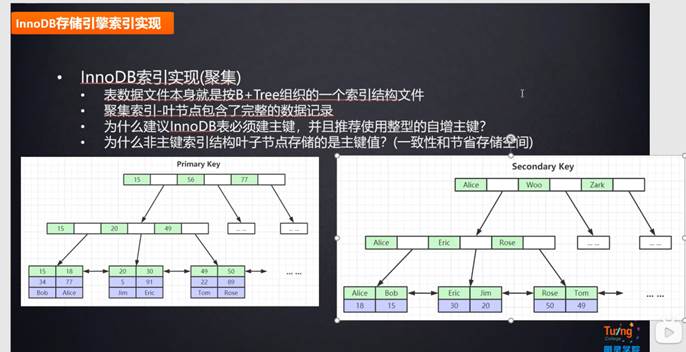 InnoDB存储引擎索引实现
• InnoDB索引实现(聚集)
• 表数据文件本身就是按B+Tree组织的一个索引结构文件
• 聚集索引-叶节点包含了完整的数据记录
• 为什么建议InnoDB表必须建主键，并且推荐使用整型的自增主键？
• 为什么非主键索引结构叶子节点存储的是主键值？(一致性和节省存储空间)
Primary Key
15 56 77
15 20 49 ... ... ... ...
15 18 20 30 49 50 ... ...
34 77 5 91 22 89
Bob Alice Jim Eric Tom Rose
Secondary Key
Alice Woo Zark
Alice Eric Rose ... ... ... ...
Alice Bob Eric Jim Rose Tom ... ...
18 15 30 20 50 49
Tuling
College
图灵学院